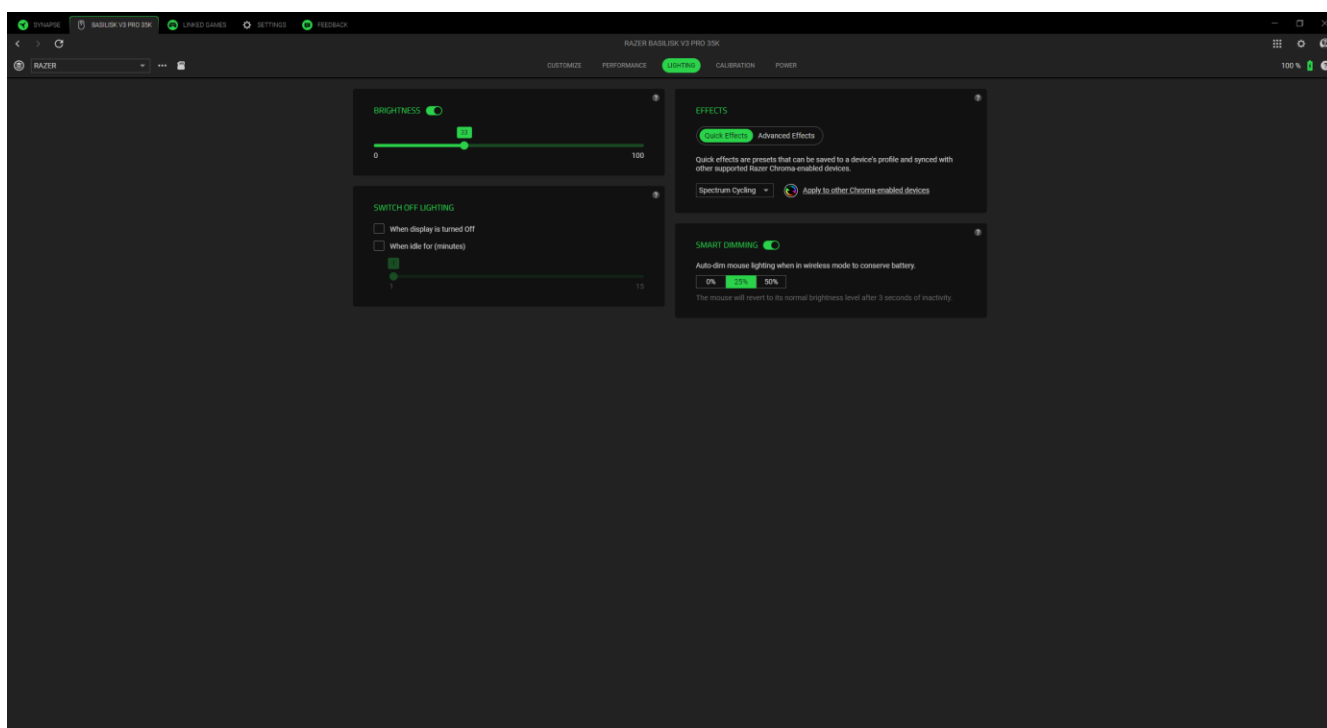 SYNAPSE BASILISK V3 PRO 35K LINKED GAMES SETTINGS FEEDBACK
RAZER BASILISK V3 PRO 35K
RAZER CUSTOMIZE PERFORMANCE LIGHTING CALIBRATION POWER 100 %
BRIGHTNESS
33
0 100
SWITCH OFF LIGHTING
When display is turned Off
When idle for (minutes)
1
1 15
EFFECTS
Quick Effects Advanced Effects
Quick effects are presets that can be saved to a device's profile and synced with
other supported Razer Chroma-enabled devices.
Spectrum Cycling Apply to other Chroma-enabled devices
SMART DIMMING
Auto-dim mouse lighting when in wireless mode to conserve battery.
0% 25% 50%
The mouse will revert to its normal brightness level after 3 seconds of inactivity.